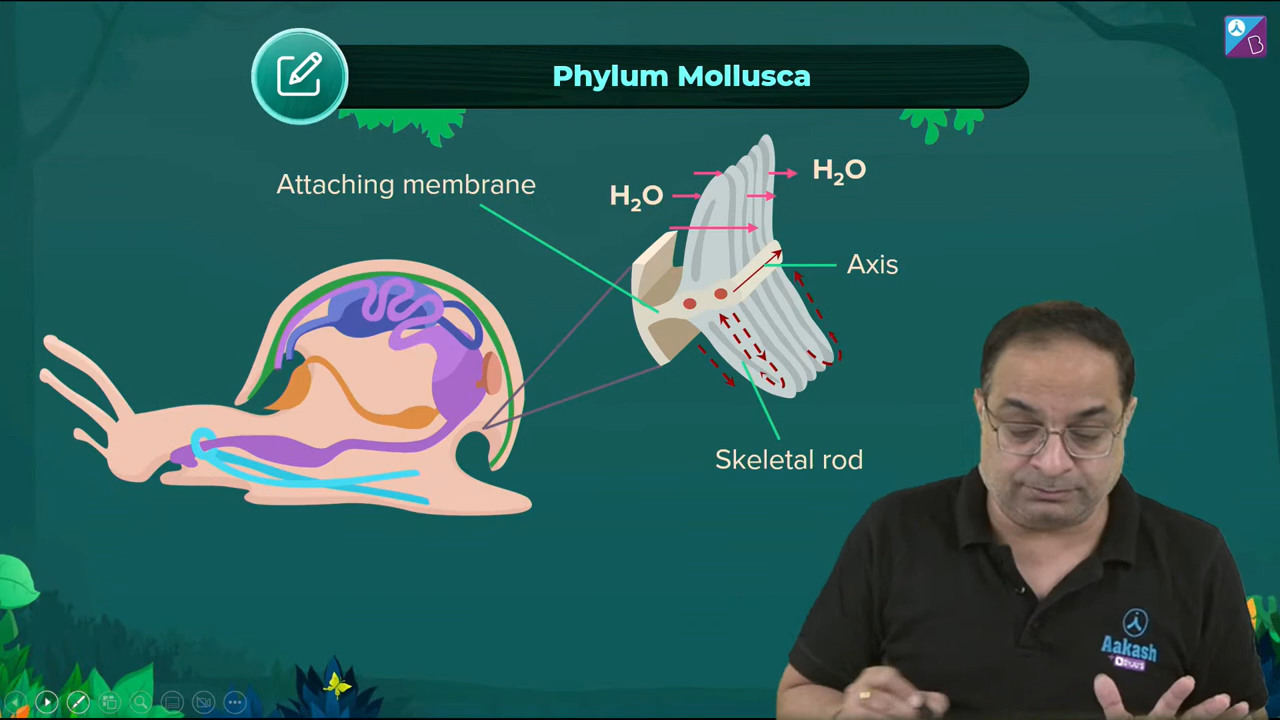 Phylum Mollusca
Attaching membrane
H₂O
H₂O
Axis
Skeletal rod
Aakash